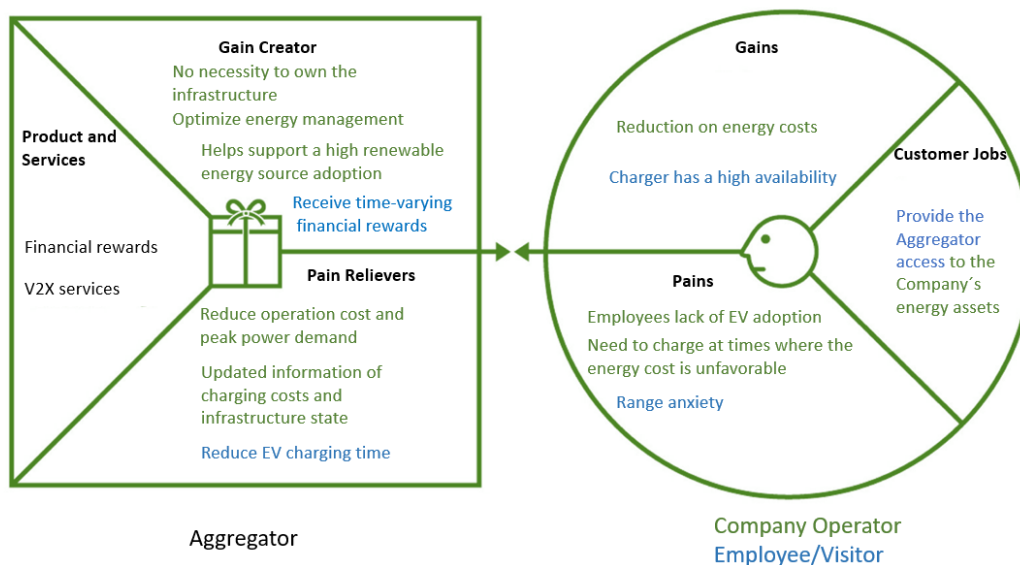 Gain Creator
No necessity to own the
infrastructure
Optimize energy management
Helps support a high renewable
energy source adoption
Receive time-varying
financial rewards
Product and
Services
Financial rewards
V2X services
Pain Relievers
Reduce operation cost and
peak power demand
Updated information of
charging costs and
infrastructure state
Reduce EV charging time
Aggregator
Gains
Reduction on energy costs
Charger has a high availability
Customer Jobs
Provide the
Aggregator
access to the
Company´s
energy assets
Pains
Employees lack of EV adoption
Need to charge at times where the
energy cost is unfavorable
Range anxiety
Company Operator
Employee/Visitor